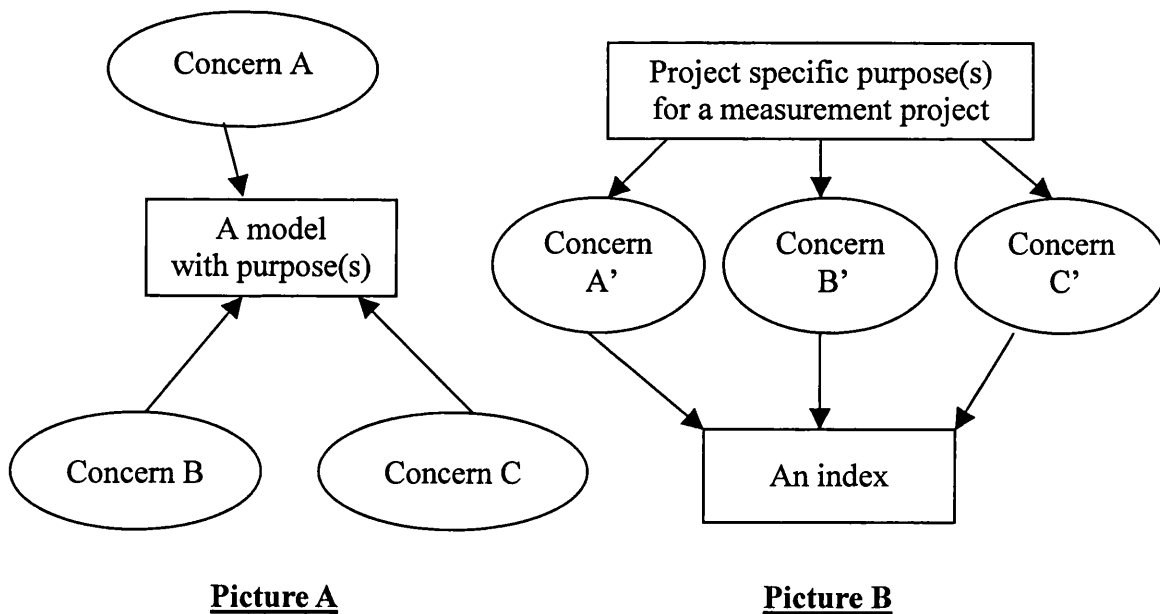 Concern A
A model
with purpose(s)
Concern B
Concern C
Picture A
Project specific purpose(s)
for a measurement project
Concern
A’
Concern
B’
Concern
C’
An index
Picture B